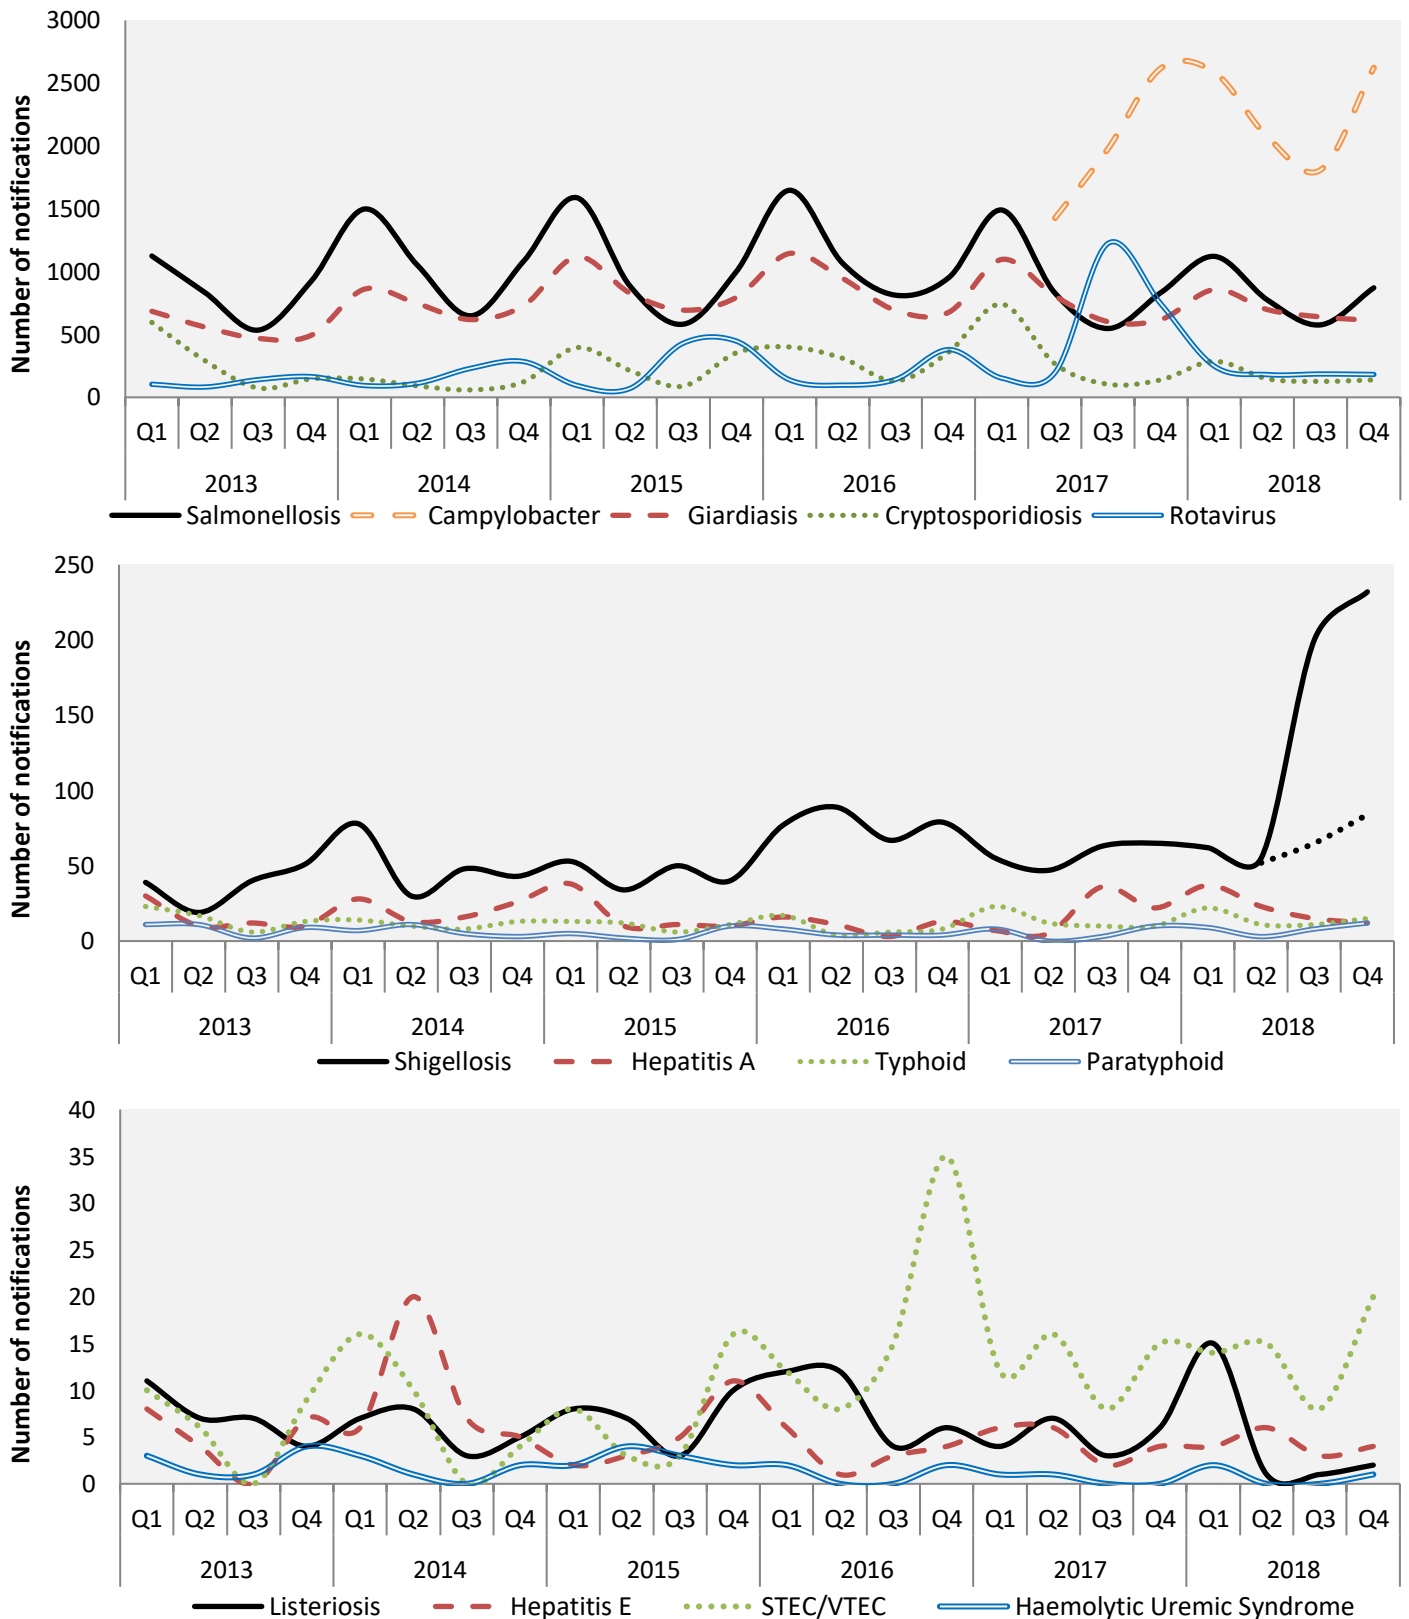 Number of notifications
3000
2500
2000
1500
1000
500
0
Q1 Q2 Q3 Q4 Q1 Q2 Q3 Q4 Q1 Q2 Q3 Q4 Q1 Q2 Q3 Q4 Q1 Q2 Q3 Q4 Q1 Q2 Q3 Q4
2013 2014 2015 2016 2017 2018
Salmonellosis Campylobacter Giardiasis Cryptosporidiosis Rotavirus
Number of notifications
250
200
150
100
50
0
Q1 Q2 Q3 Q4 Q1 Q2 Q3 Q4 Q1 Q2 Q3 Q4 Q1 Q2 Q3 Q4 Q1 Q2 Q3 Q4 Q1 Q2 Q3 Q4
2013 2014 2015 2016 2017 2018
Shigellosis Hepatitis A Typhoid Paratyphoid
Number of notifications
40
35
30
25
20
15
10
5
0
Q1 Q2 Q3 Q4 Q1 Q2 Q3 Q4 Q1 Q2 Q3 Q4 Q1 Q2 Q3 Q4 Q1 Q2 Q3 Q4 Q1 Q2 Q3 Q4
2013 2014 2015 2016 2017 2018
Listeriosis Hepatitis E STEC/VTEC Haemolytic Uremic Syndrome